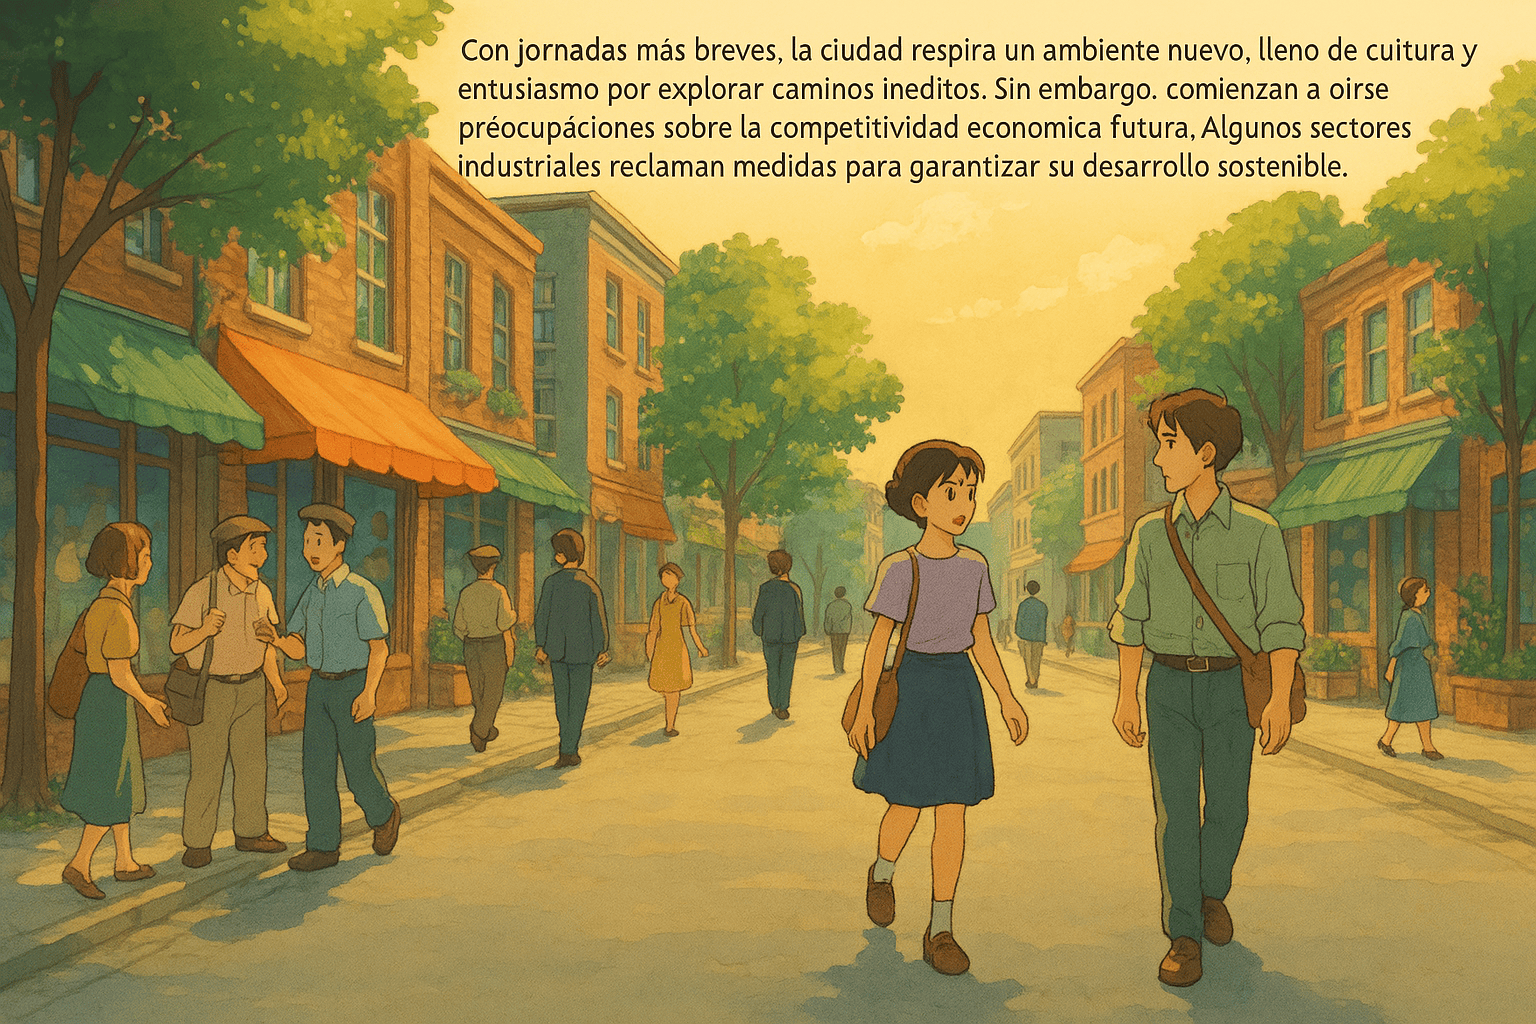 Con jornadas más breves, la ciudad respira un ambiente nuevo, lleno de cuitura y
entusiasmo por explorar caminos ineditos. Sin embargo. comienzan a oirse
préocupáciones sobre la competitividad economica futura, Algunos sectores
industriales reclaman medidas para garantizar su desarrollo sostenible.